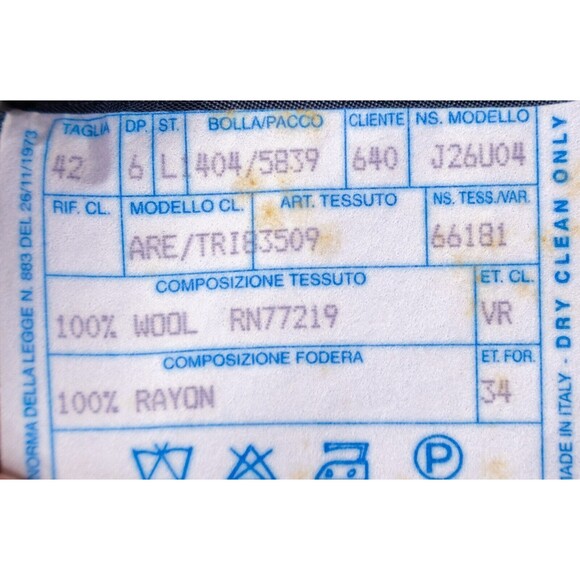 TAGLIA DP. ST. BOLLA/PACCO CLIENTE NS. MODELLO
42 6 L1 404/5839 640 J26U04
RIF. CL. MODELLO CL. ART. TESSUTO NS. TESS./VAR.
ARE/TRI83509 66181
COMPOSIZIONE TESSUTO ET. CL.
100% WOOL RN77219 VR
COMPOSIZIONE FODERA ET. FOR.
100% RAYON 34
P
NORMA DELLA LEGGE N. 883 DEL 26/11/1973
MADE IN ITALY - DRY CLEAN ONLY